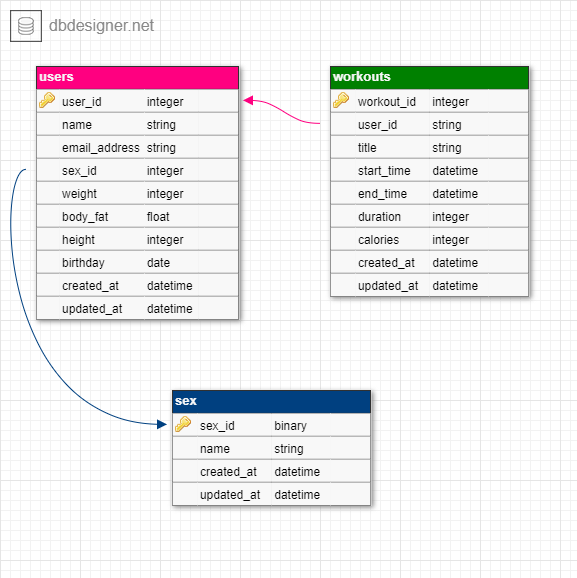 dbdesigner.net
users
user_id integer
name string
email_address string
sex_id integer
weight integer
body_fat float
height integer
birthday date
created_at datetime
updated_at datetime
workouts
workout_id integer
user_id string
title string
start_time datetime
end_time datetime
duration integer
calories integer
created_at datetime
updated_at datetime
sex
sex_id binary
name string
created_at datetime
updated_at datetime